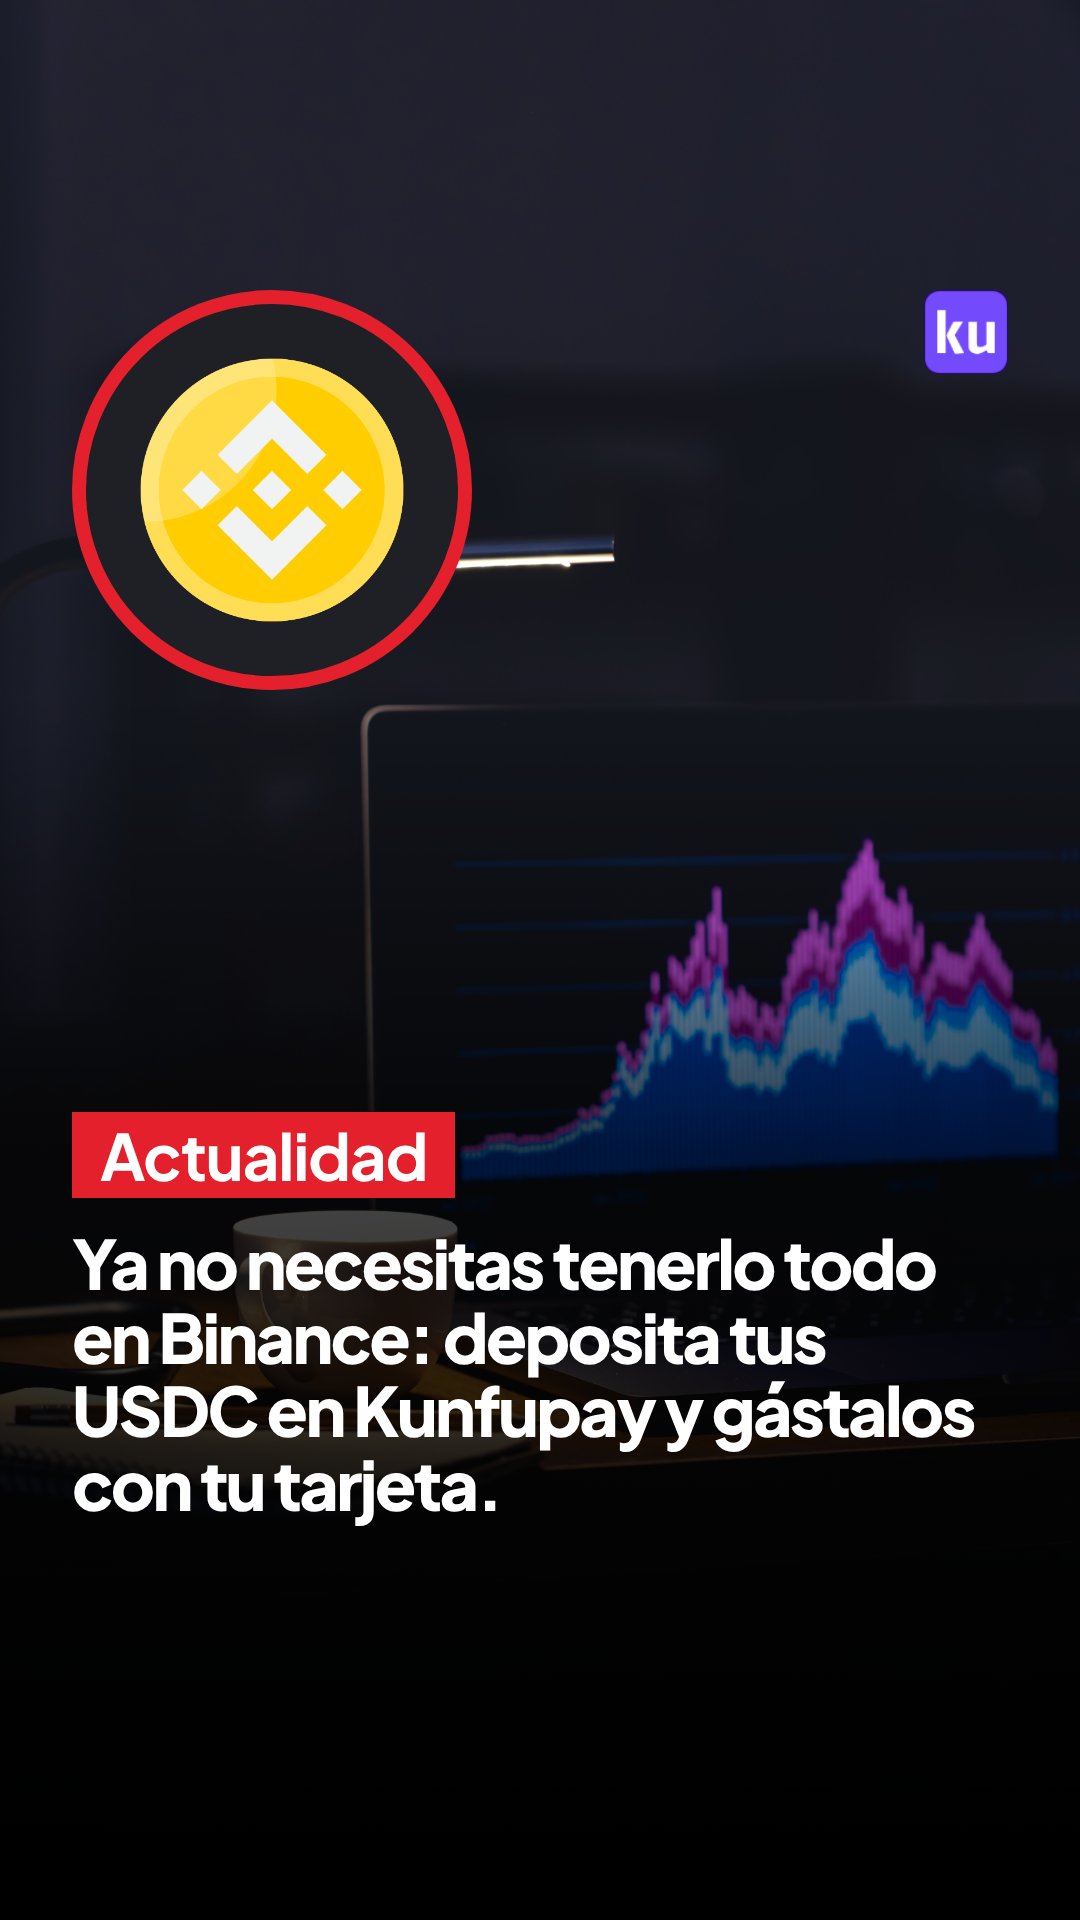 ku
Actualidad
Ya no necesitas tenerlo todo
en Binance: deposita tus
USDC en Kunfupay y gástalos
con tu tarjeta.